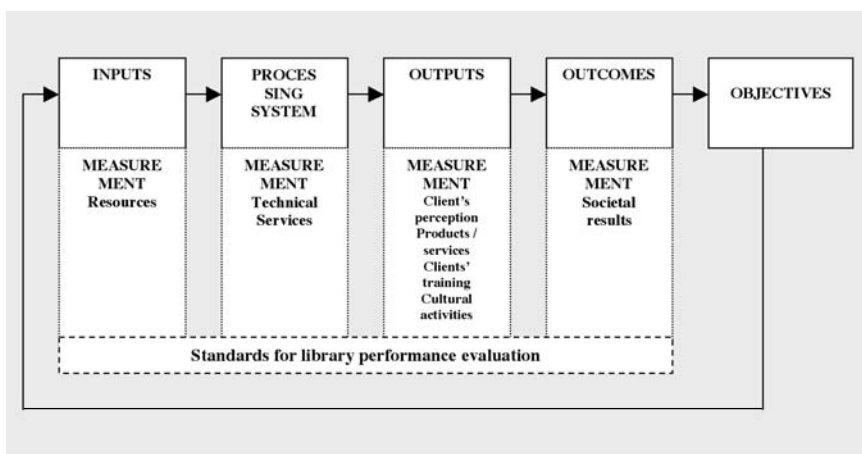 INPUTS
PROCES
SING
SYSTEM
OUTPUTS
OUTCOMES
OBJECTIVES
MEASURE
MENT
Resources
MEASURE
MENT
Technical
Services
MEASURE
MENT
Client's
perception
Products /
services
Clients'
training
Cultural
activities
MEASURE
MENT
Societal
results
Standards for library performance evaluation